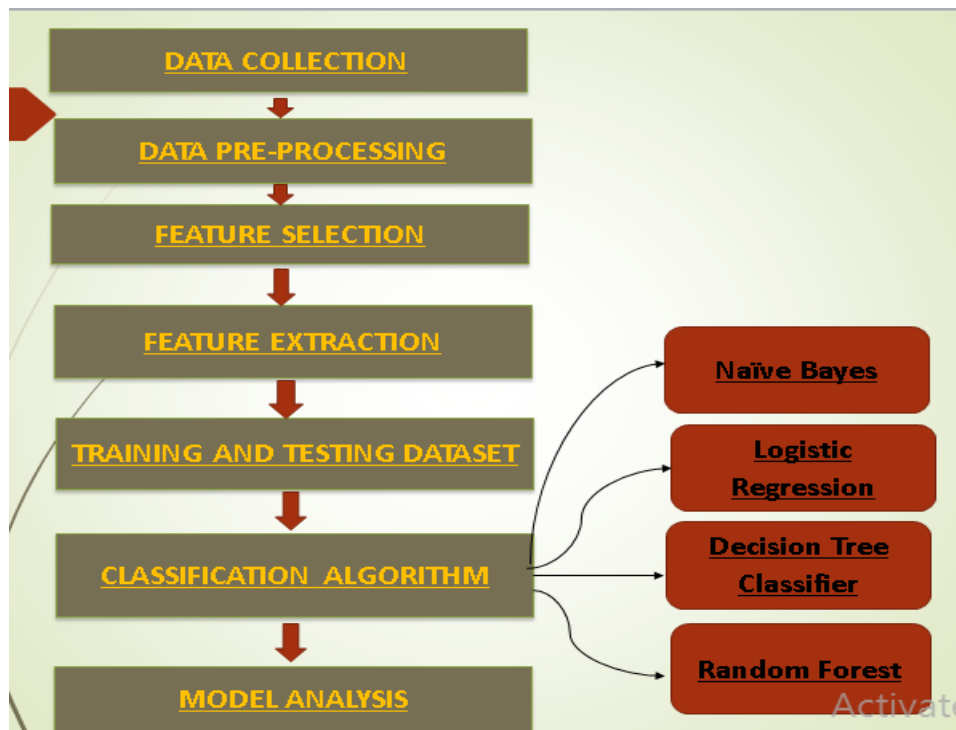 DATA COLLECTION
DATA PRE-PROCESSING
FEATURE SELECTION
FEATURE EXTRACTION
TRAINING AND TESTING DATASET
CLASSIFICATION ALGORITHM
MODEL ANALYSIS
Naïve Bayes
Logistic
Regression
Decision Tree
Classifier
Random Forest
Activate